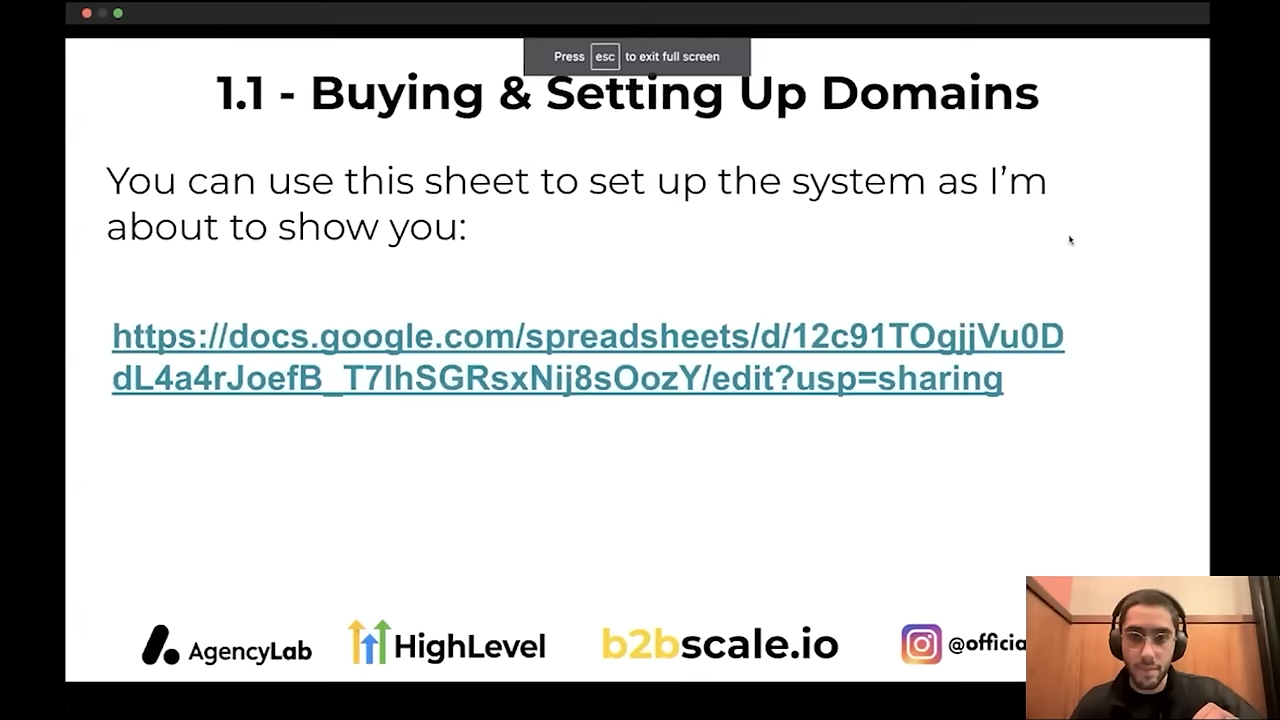 Press esc to exit full screen
1.1 - Buying & Setting Up Domains
You can use this sheet to set up the system as I’m
about to show you:
https://docs.google.com/spreadsheets/d/12c91TOgjjVu0D
dL4a4rJoefB_T7lhSGRsxNij8sOozY/edit?usp=sharing
AgencyLab HighLevel b2bscale.io @officia